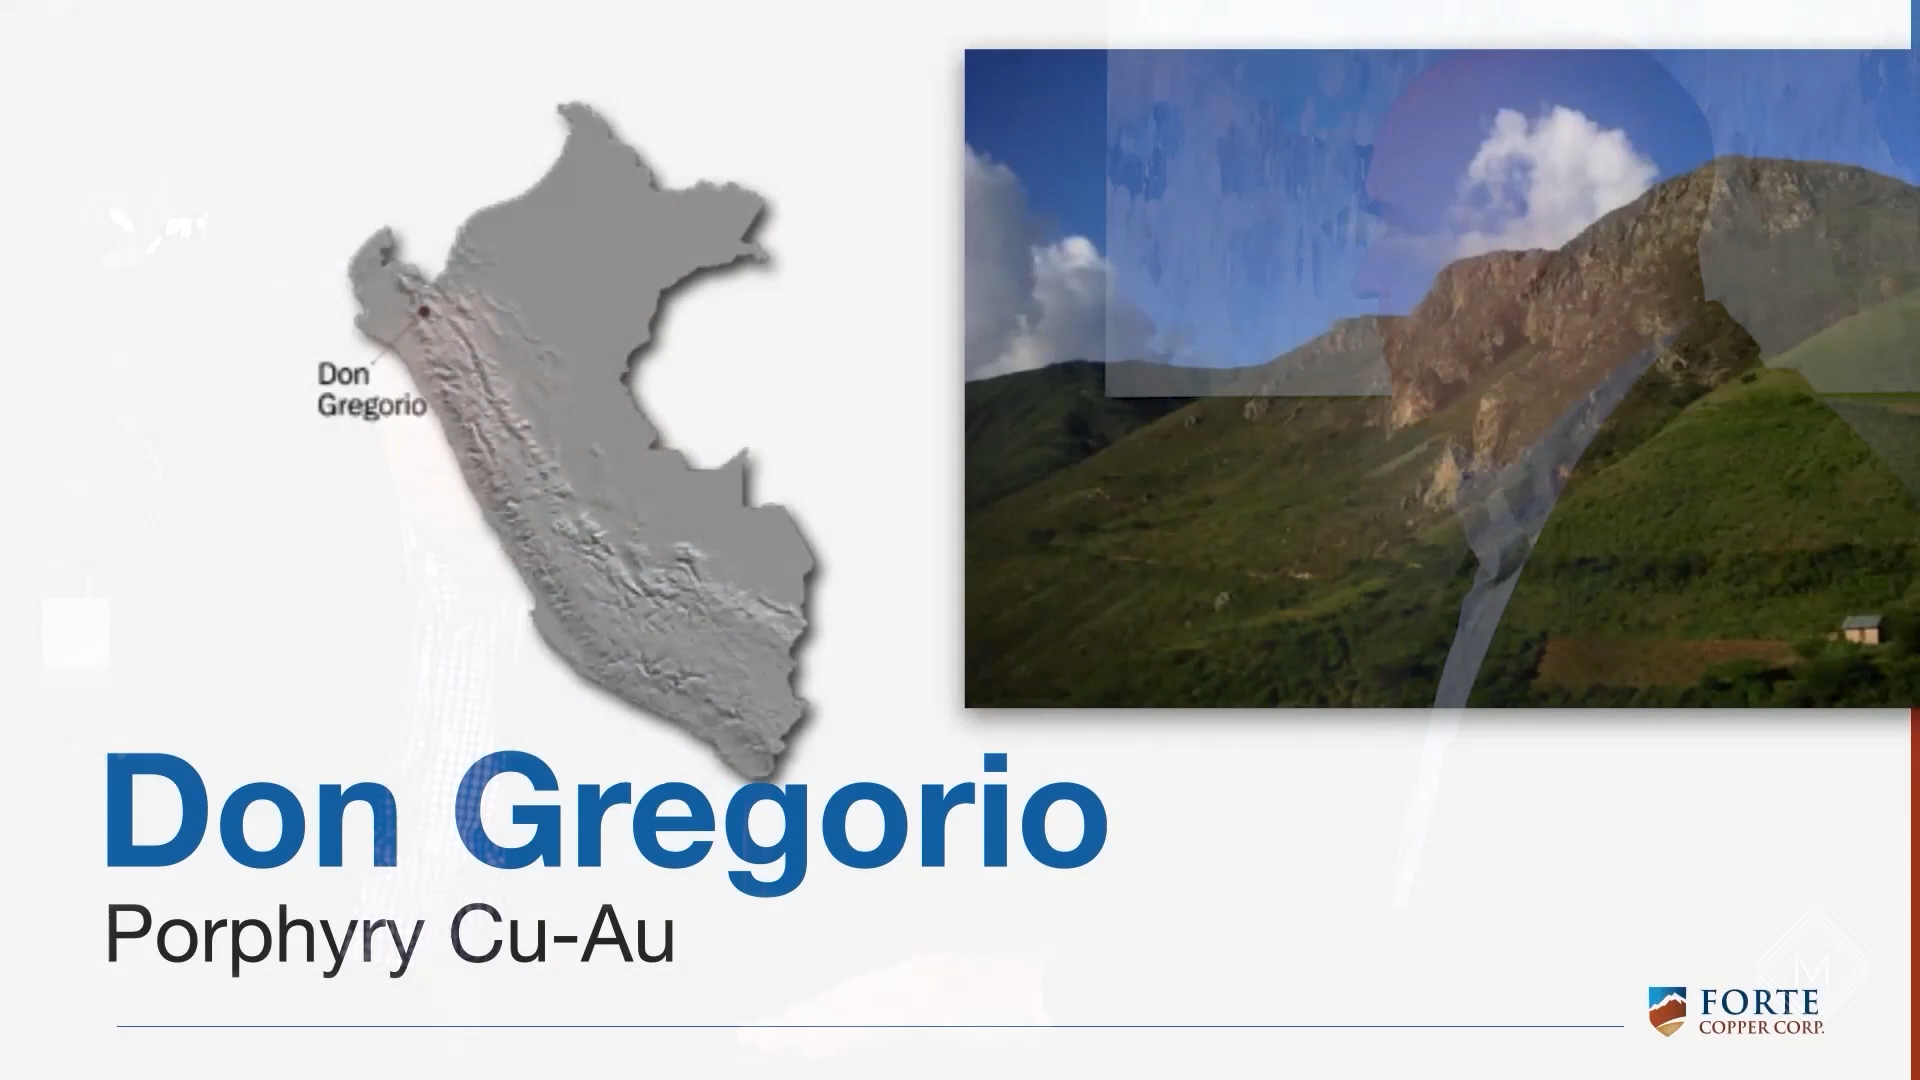 Don
Gregorio
Don Gregorio
Porphyry Cu-Au
M
FORTE
COPPER CORP.